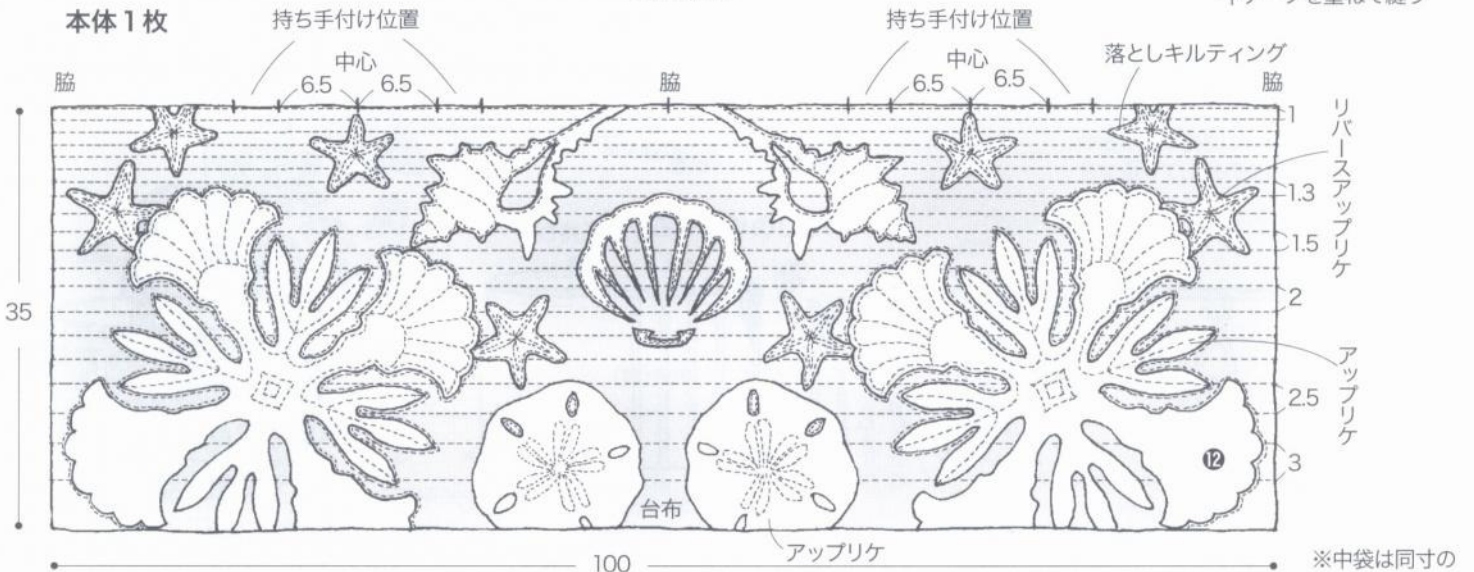 本体1枚
持ち手付け位置
持ち手付け位置
落としキルティング
脇
中心
6.5
6.5
脇
中心
6.5
6.5
脇
1
1.3
1.5
2
2.5
3
リバースアップリケ
アップリケ
35
⓬
台布
アップリケ
100
※中袋は同寸の